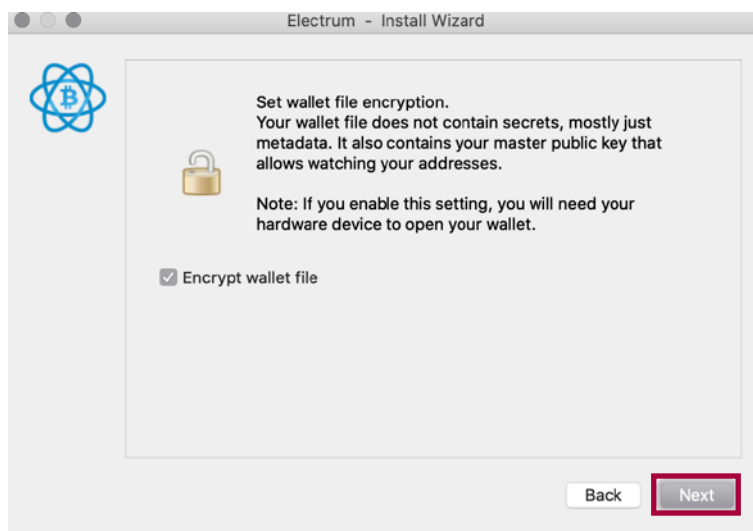 Electrum - Install Wizard
Set wallet file encryption.
Your wallet file does not contain secrets, mostly just
metadata. It also contains your master public key that
allows watching your addresses.
Note: If you enable this setting, you will need your
hardware device to open your wallet.
Encrypt wallet file
Back Next